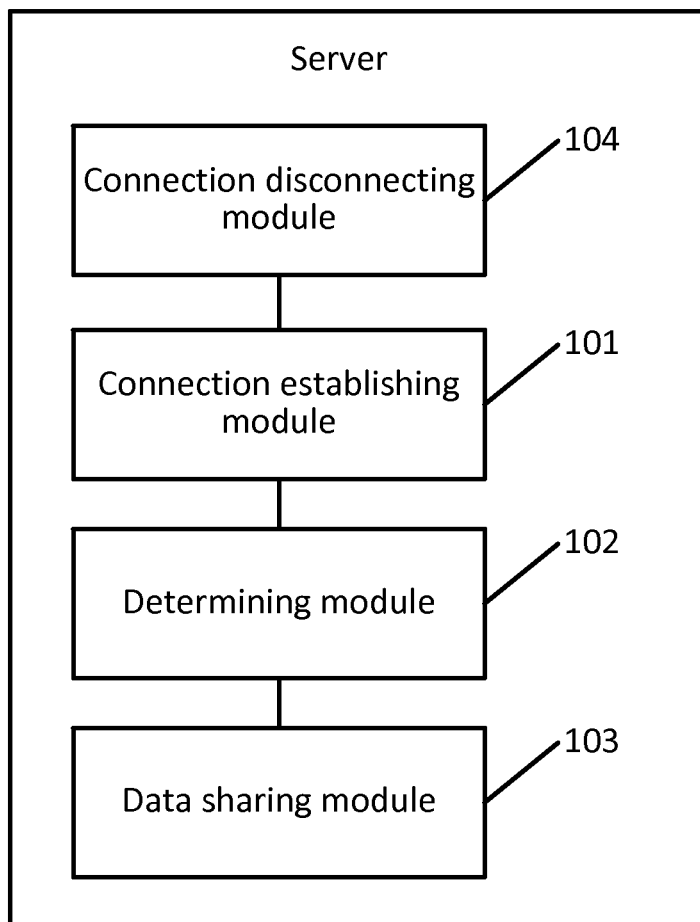 Server
104
Connection disconnecting
module
101
Connection establishing
module
102
Determining module
103
Data sharing module